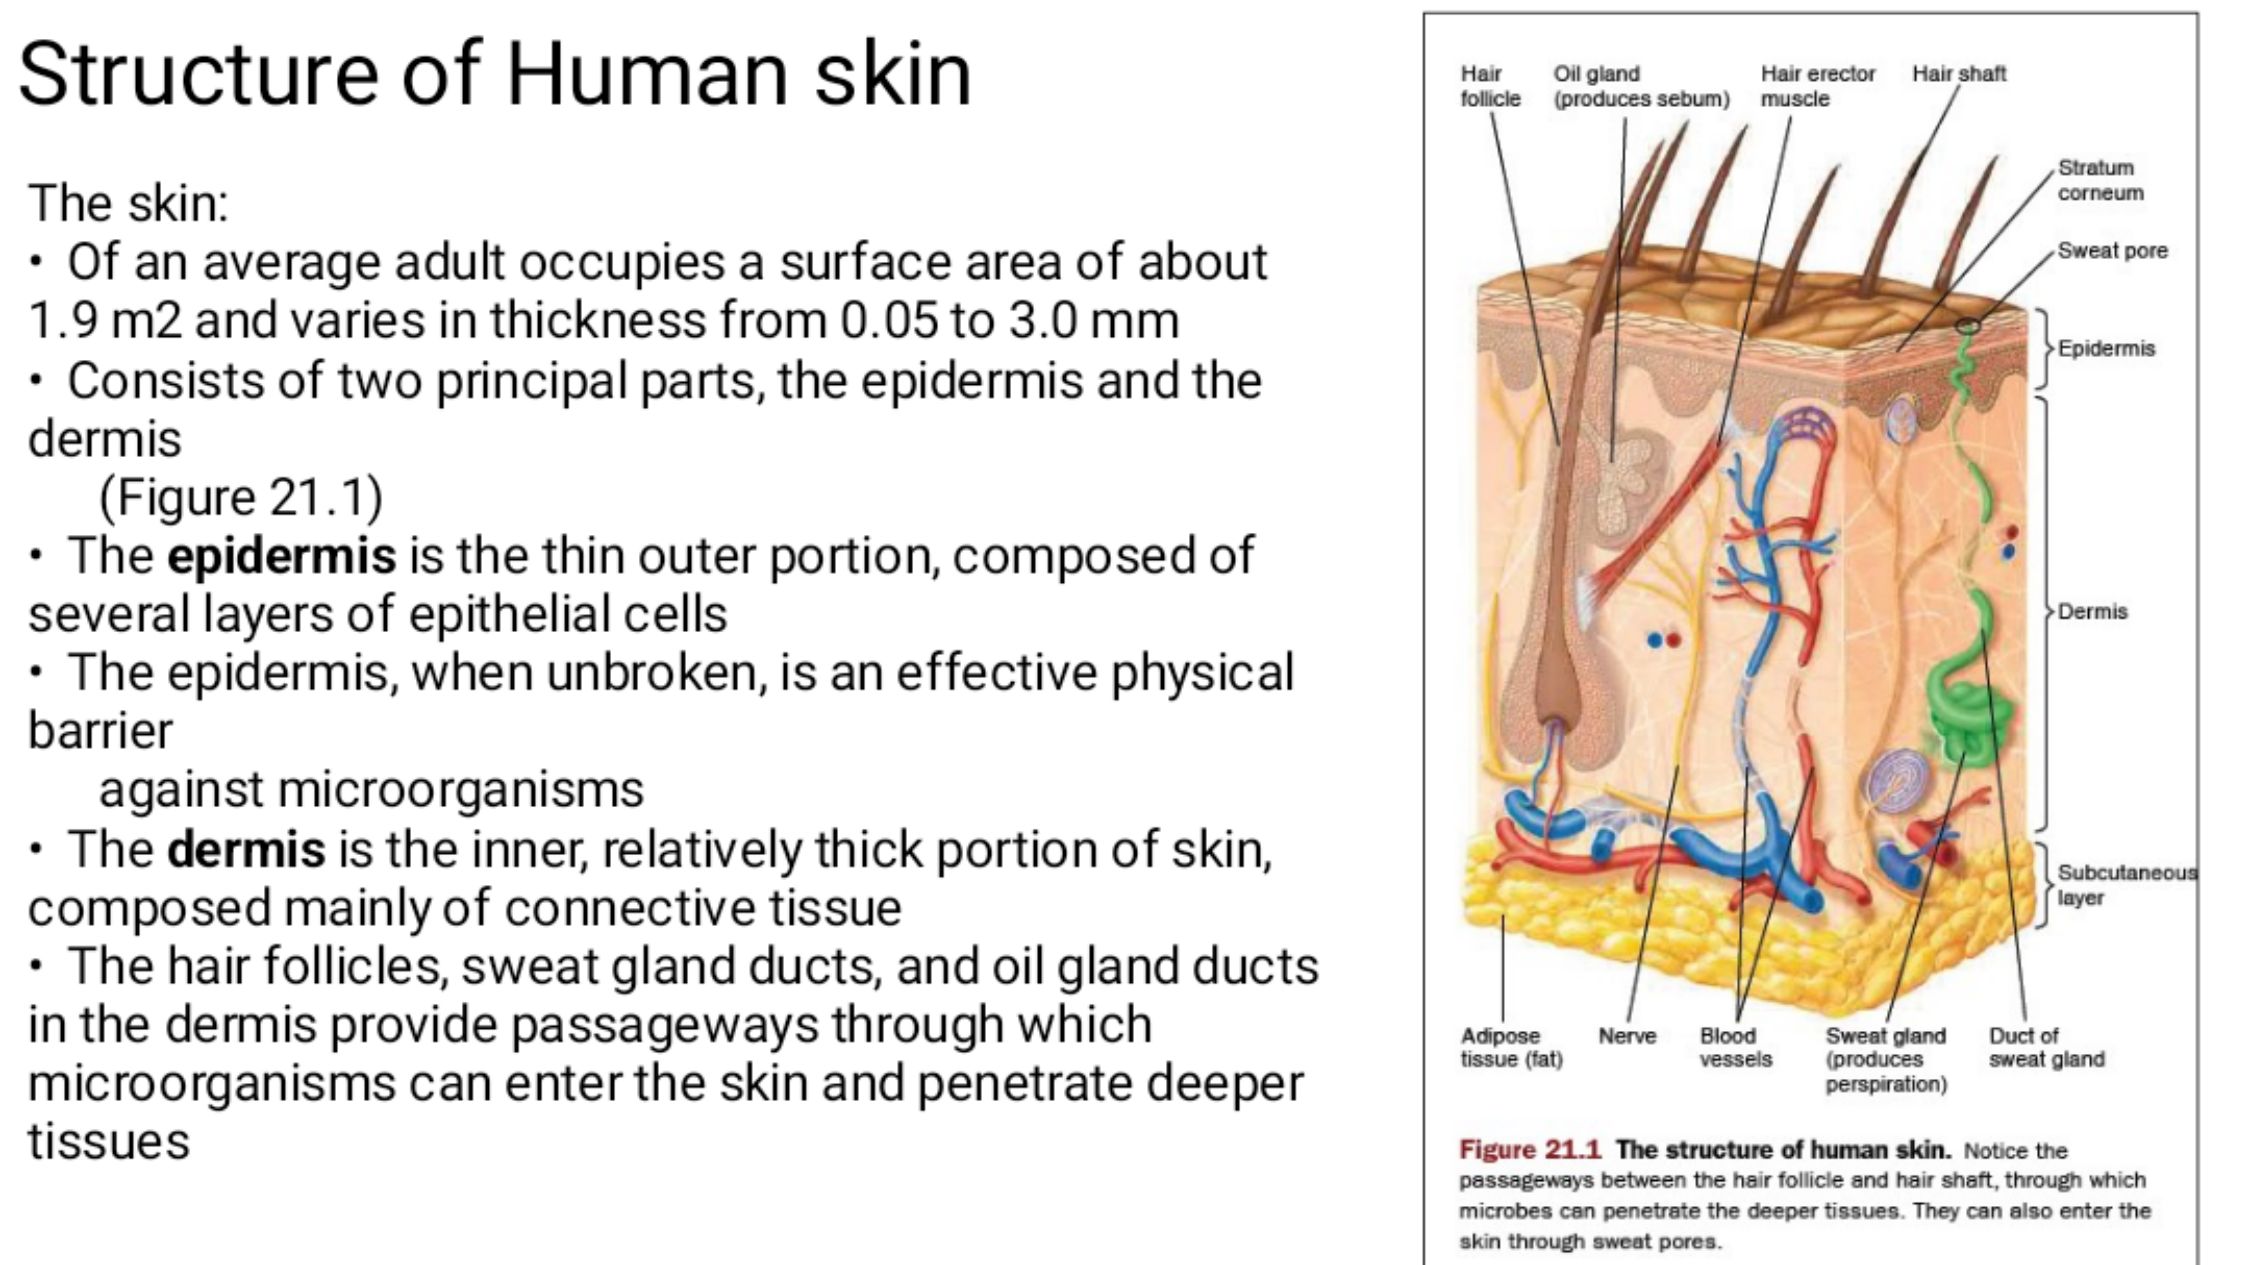 Structure of Human skin
The skin:
• Of an average adult occupies a surface area of about
1.9 m2 and varies in thickness from 0.05 to 3.0 mm
• Consists of two principal parts, the epidermis and the
dermis
(Figure 21.1)
• The epidermis is the thin outer portion, composed of
several layers of epithelial cells
• The epidermis, when unbroken, is an effective physical
barrier
against microorganisms
• The dermis is the inner, relatively thick portion of skin,
composed mainly of connective tissue
• The hair follicles, sweat gland ducts, and oil gland ducts
in the dermis provide passageways through which
microorganisms can enter the skin and penetrate deeper
tissues
Hair
follicle
Oil gland
(produces sebum)
Hair erector
muscle
Hair shaft
Stratum
corneum
Sweat pore
Epidermis
Dermis
Subcutaneous
layer
Adipose
tissue (fat)
Nerve
Blood
vessels
Sweat gland
(produces
perspiration)
Duct of
sweat gland
Figure 21.1 The structure of human skin. Notice the
passageways between the hair follicle and hair shaft, through which
microbes can penetrate the deeper tissues. They can also enter the
skin through sweat pores.